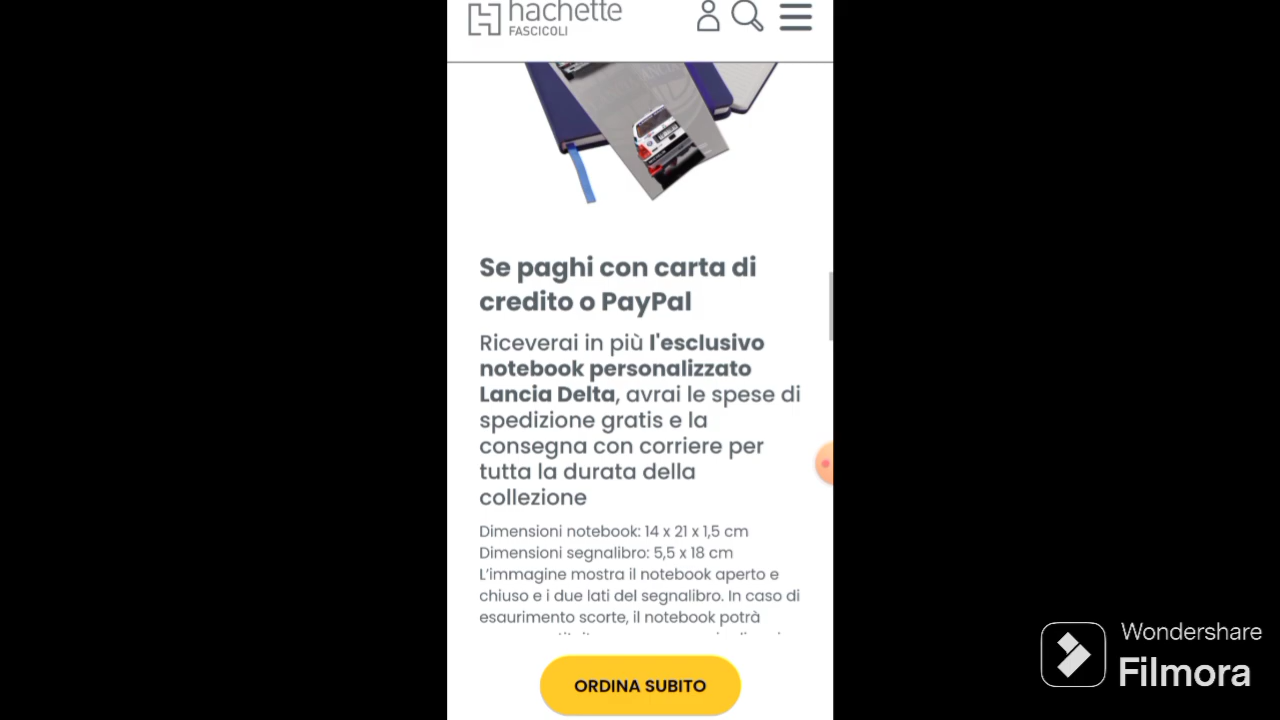 hachette
FASCICOLI
Se paghi con carta di
credito o PayPal
Riceverai in più l'esclusivo
notebook personalizzato
Lancia Delta, avrai le spese di
spedizione gratis e la
consegna con corriere per
tutta la durata della
collezione
Dimensioni notebook: 14 x 21 x 1,5 cm
Dimensioni segnalibro: 5,5 x 18 cm
L'immagine mostra il notebook aperto e
chiuso e i due lati del segnalibro. In caso di
esaurimento scorte, il notebook potrà
ORDINA SUBITO
Wondershare
Filmora